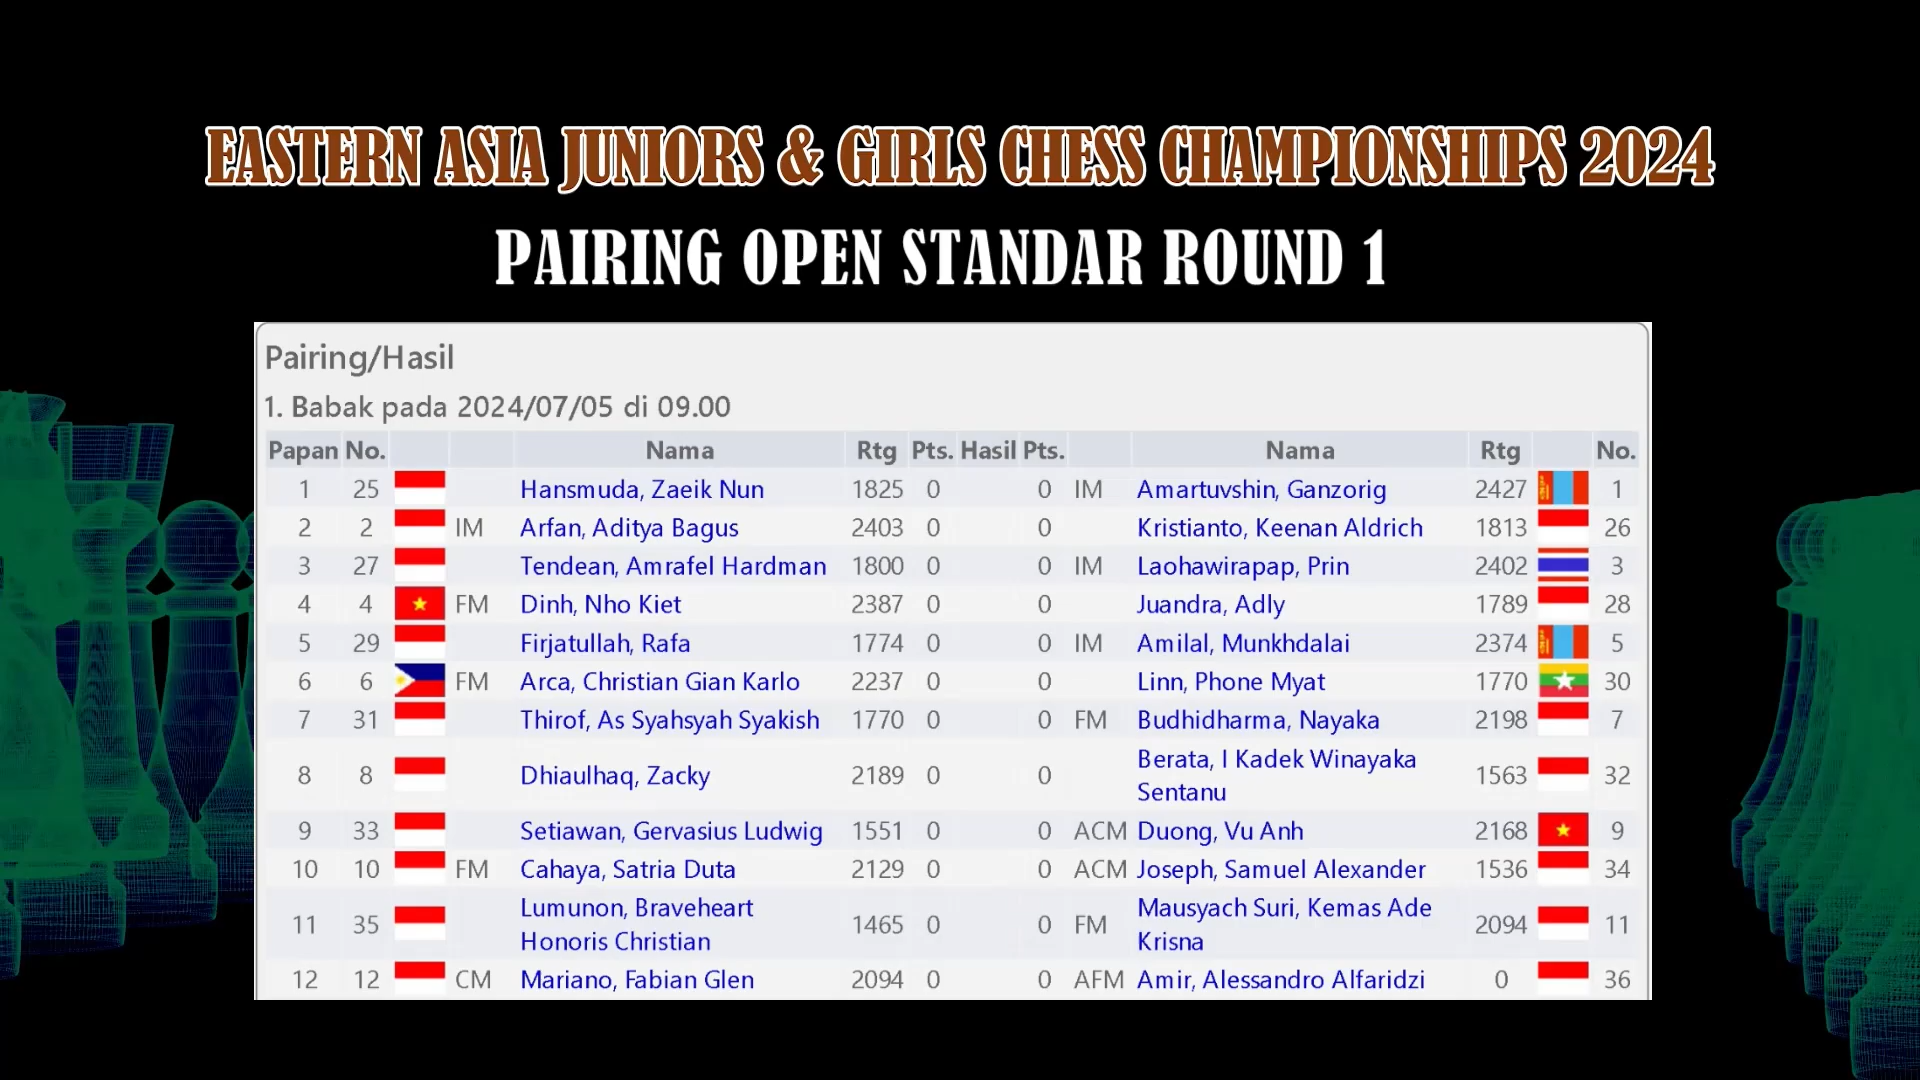 EASTERN ASIA JUNIORS & GIRLS CHESS CHAMPIONSHIPS 2024
PAIRING OPEN STANDAR ROUND 1
Pairing/Hasil
1. Babak pada 2024/07/05 di 09.00
Papan No. Nama Rtg Pts. Hasil Pts. Nama Rtg No.
1 25 Hansmuda, Zaeik Nun 1825 0 0 IM Amartuvshin, Ganzorig 2427 1
2 2 IM Arfan, Aditya Bagus 2403 0 0 Kristianto, Keenan Aldrich 1813 26
3 27 Tendean, Amrafel Hardman 1800 0 0 IM Laohawirapap, Prin 2402 3
4 4 FM Dinh, Nho Kiet 2387 0 0 Juandra, Adly 1789 28
5 29 Firjatullah, Rafa 1774 0 0 IM Amilal, Munkhdalai 2374 5
6 6 FM Arca, Christian Gian Karlo 2237 0 0 Linn, Phone Myat 1770 30
7 31 Thirof, As Syahsyah Syakish 1770 0 0 FM Budhidharma, Nayaka 2198 7
8 8 Dhiaulhaq, Zacky 2189 0 0 Berata, I Kadek Winayaka
Sentanu 1563 32
9 33 Setiawan, Gervasius Ludwig 1551 0 0 ACM Duong, Vu Anh 2168 9
10 10 FM Cahaya, Satria Duta 2129 0 0 ACM Joseph, Samuel Alexander 1536 34
11 35 Lumunon, Braveheart
Honoris Christian 1465 0 0 FM Mausyach Suri, Kemas Ade
Krisna 2094 11
12 12 CM Mariano, Fabian Glen 2094 0 0 AFM Amir, Alessandro Alfaridzi 0 36